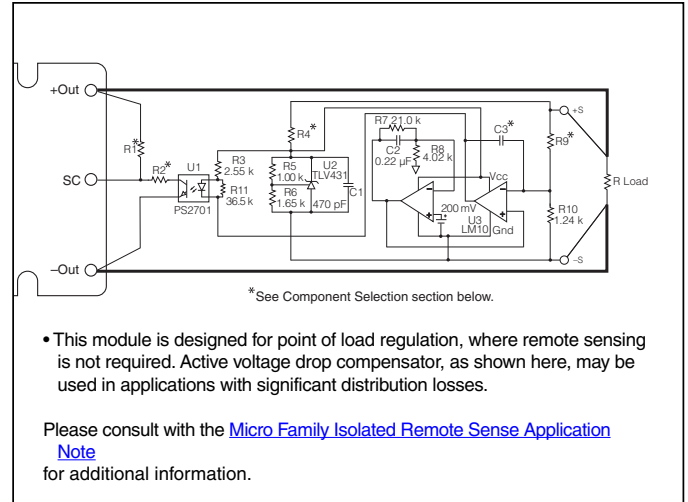 +Out
SC
–Out
R1*
R2*
U1
PS2701
R3
2.55 k
R11
36.5 k
R4*
R5
1.00 k
R6
1.65 k
U2
TLV431
470 pF
C1
R7 21.0 k
C2
0.22 µF
R8
4.02 k
C3*
Vcc
200 mV
U3
LM10
Gnd
R9*
R10
1.24 k
+S
–S
R Load
*See Component Selection section below.
• This module is designed for point of load regulation, where remote sensing
is not required. Active voltage drop compensator, as shown here, may be
used in applications with significant distribution losses.
Please consult with the Micro Family Isolated Remote Sense Application
Note
for additional information.